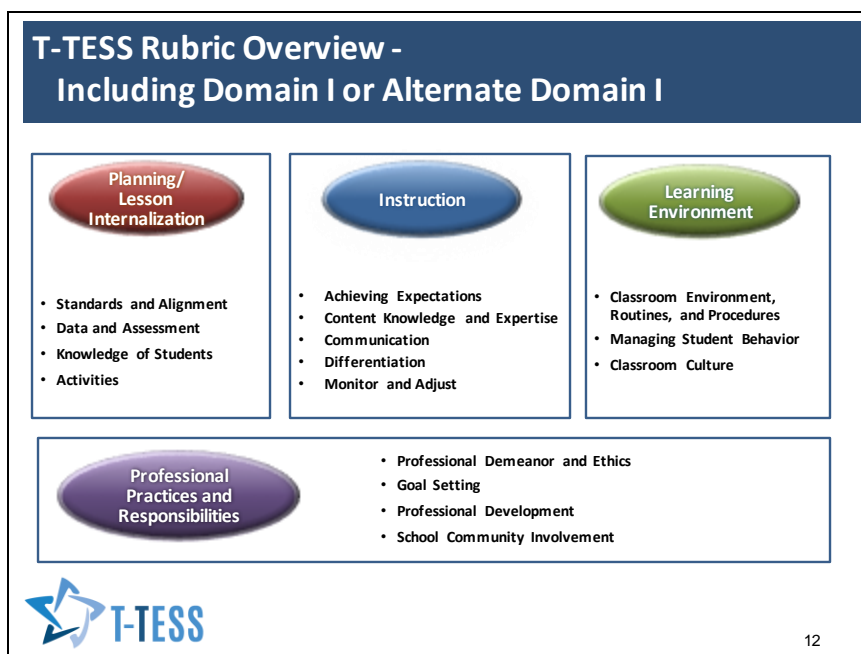 T-TESS Rubric Overview -
Including Domain I or Alternate Domain I
Planning/
Lesson
Internalization
• Standards and Alignment
• Data and Assessment
• Knowledge of Students
• Activities
Instruction
• Achieving Expectations
• Content Knowledge and Expertise
• Communication
• Differentiation
• Monitor and Adjust
Learning
Environment
• Classroom Environment,
Routines, and Procedures
• Managing Student Behavior
• Classroom Culture
Professional
Practices and
Responsibilities
• Professional Demeanor and Ethics
• Goal Setting
• Professional Development
• School Community Involvement
T-TESS
12